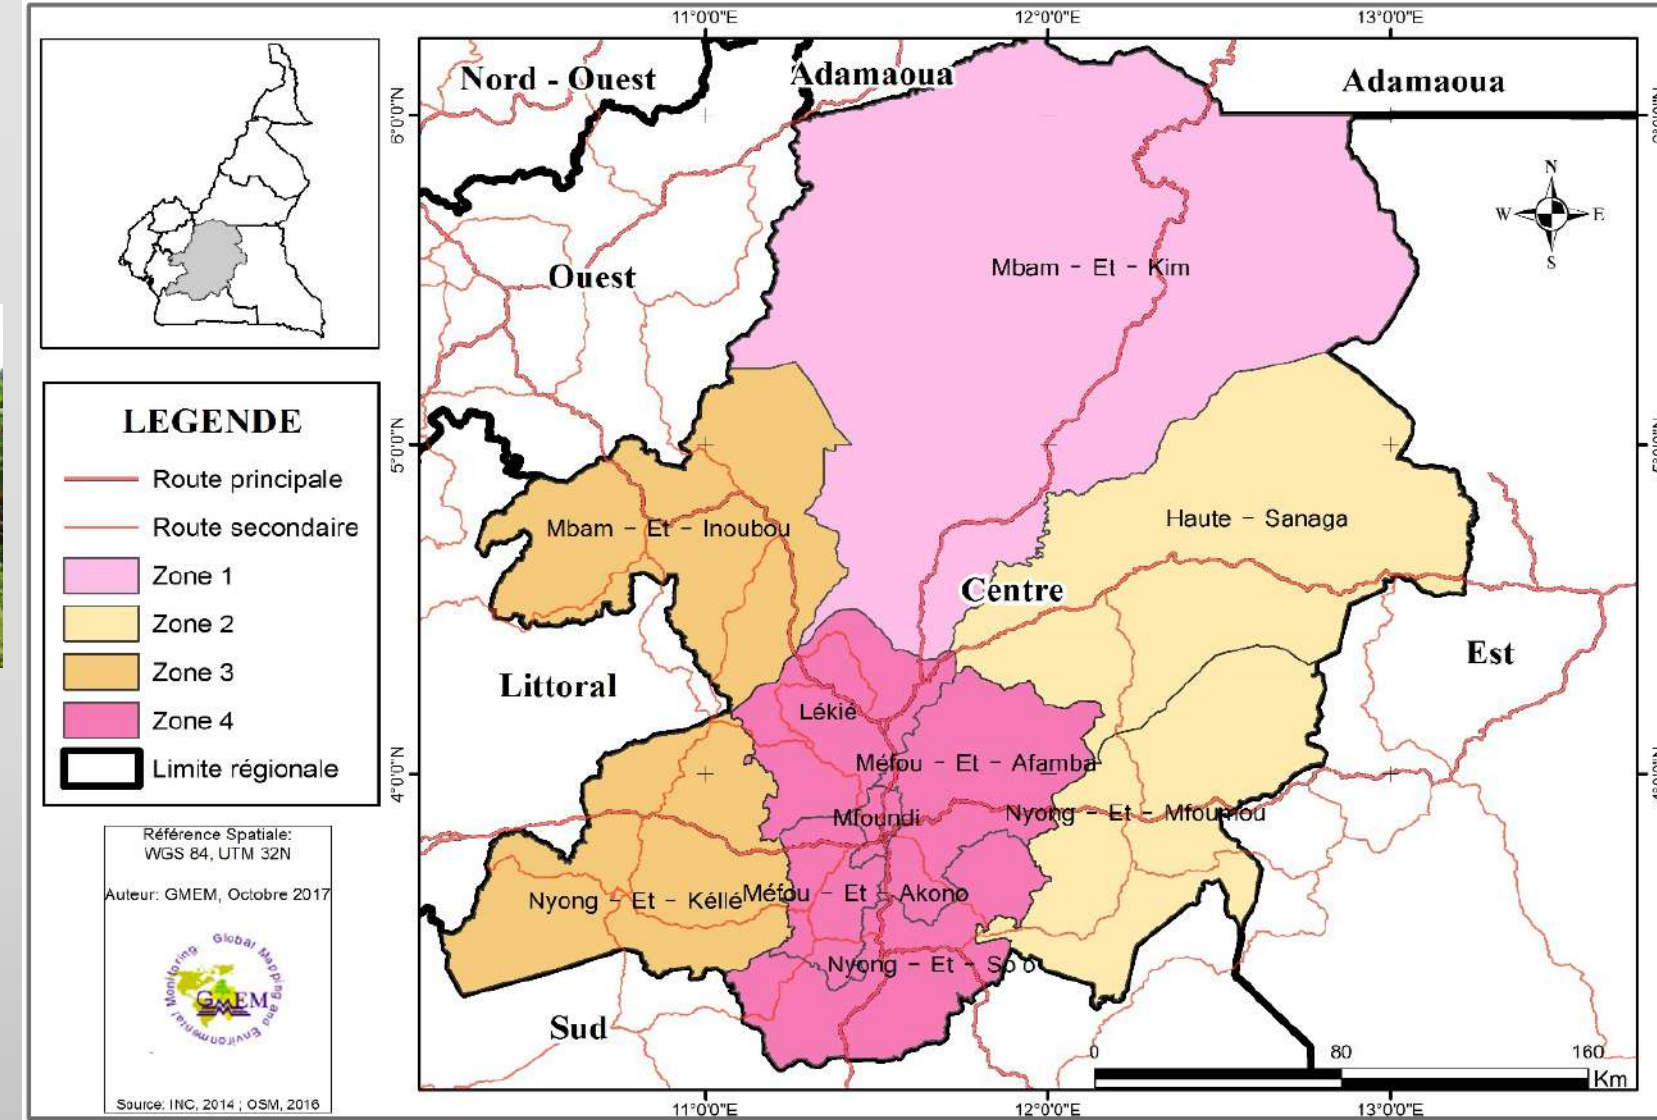 11°0'0"E 12°0'0"E 13°0'0"E
Nord - Ouest
Adamaoua
Adamaoua
6°0'0"N
N
W E
S
Mbam - Et - Kim
Ouest
LEGENDE
Route principale
Route secondaire
Zone 1
Zone 2
Zone 3
Zone 4
Limite régionale
5°0'0"N
Mbam - Et - Inoubou
Haute - Sanaga
Centre
Est
Littoral
Lékié
4°0'0"N
Méfou - Et - Afamba
Nyong - Et - Mfoumou
Mfoundi
Nyong - Et - Kéllé
Méfou - Et - Akono
Nyong - Et - So'o
Sud
Référence Spatiale:
WGS 84, UTM 32N
Auteur: GMEM, Octobre 2017
Global Mapping and Environmental Monitoring
GMEM
Source: INC, 2014 ; OSM, 2016
0 80 160
Km
11°0'0"E 12°0'0"E 13°0'0"E